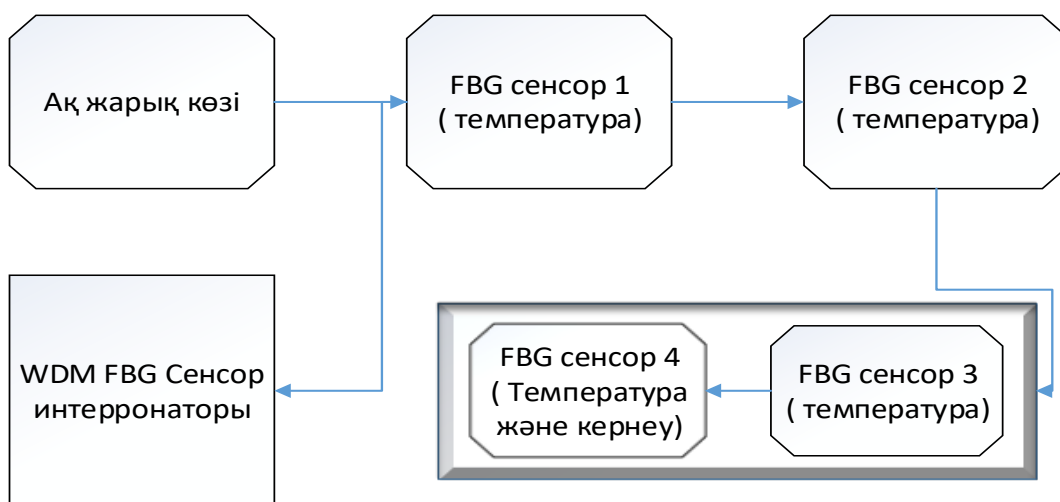 Ақ жарық көзі
FBG сенсор 1
( температура)
FBG сенсор 2
( температура)
WDM FBG Сенсор
интерронаторы
FBG сенсор 4
( Температура
және кернеу)
FBG сенсор 3
( температура)